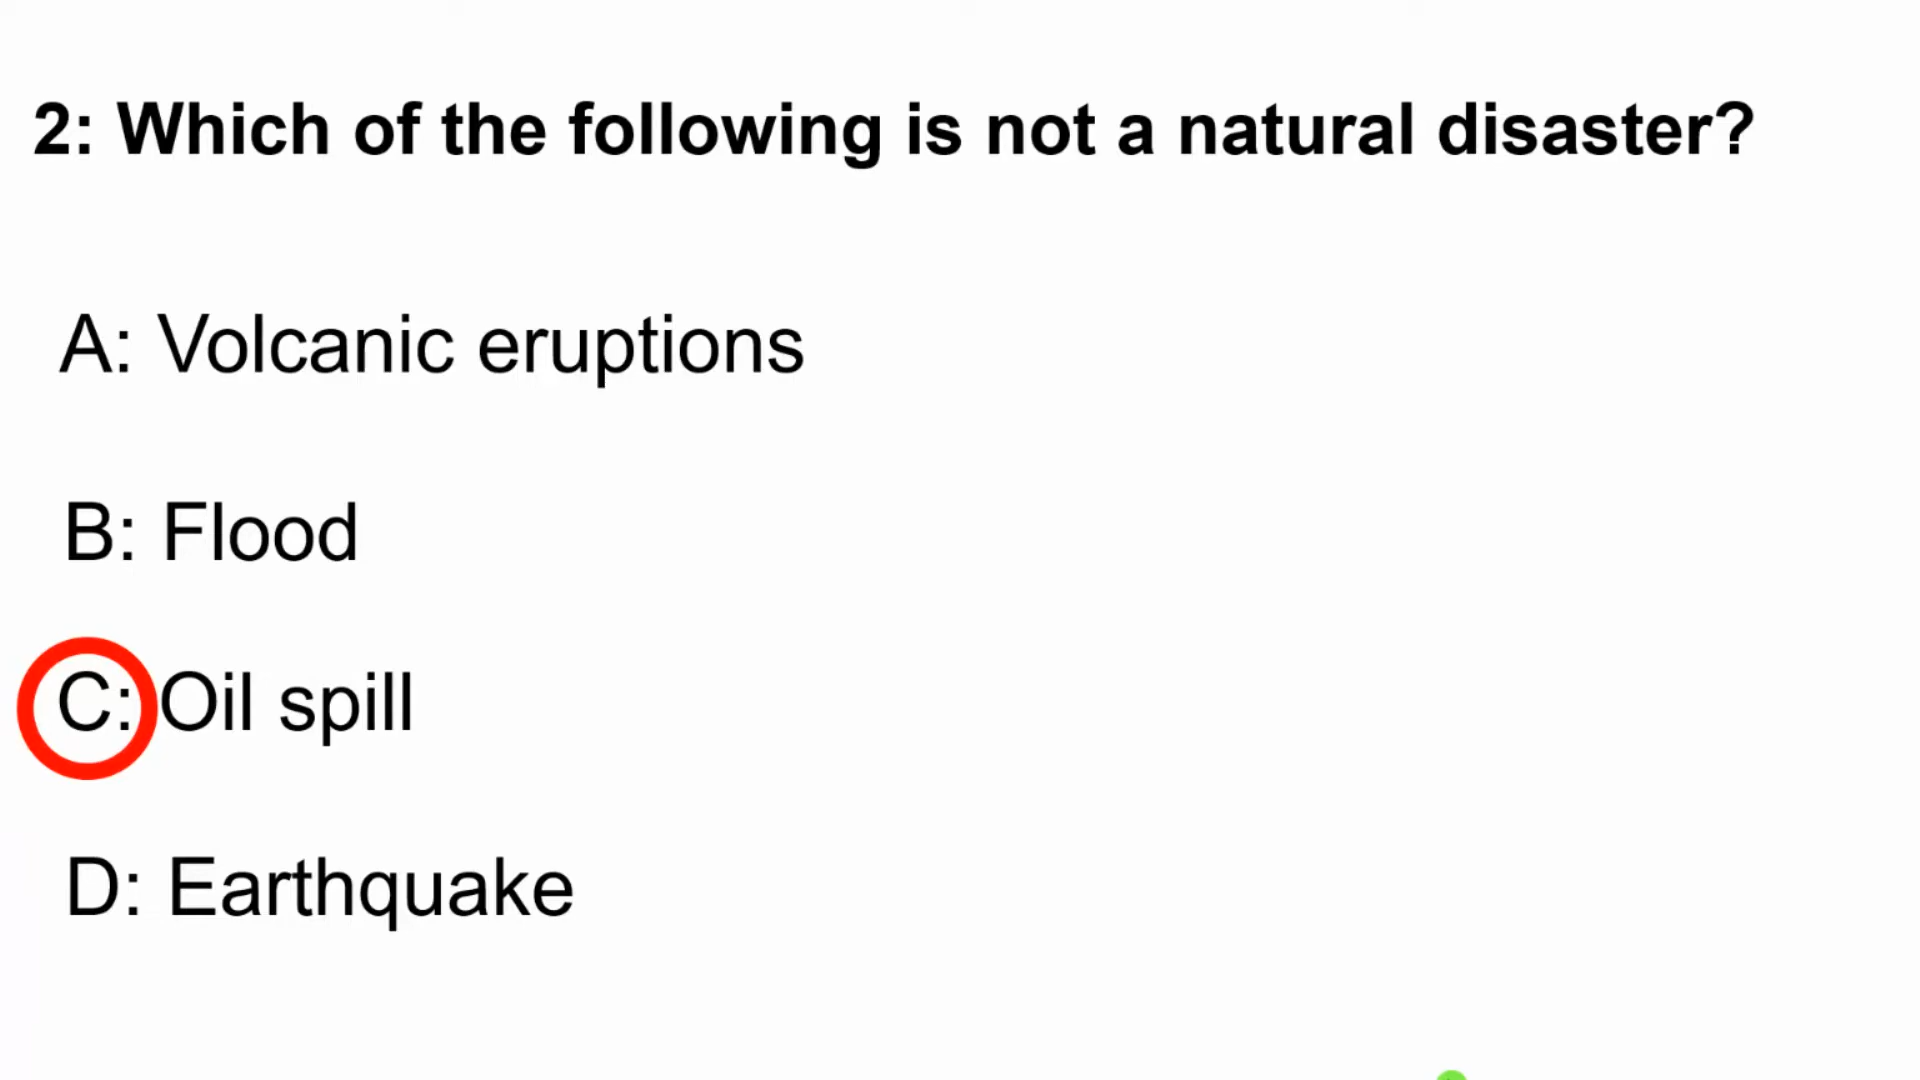 2: Which of the following is not a natural disaster?
A: Volcanic eruptions
B: Flood
C: Oil spill
D: Earthquake